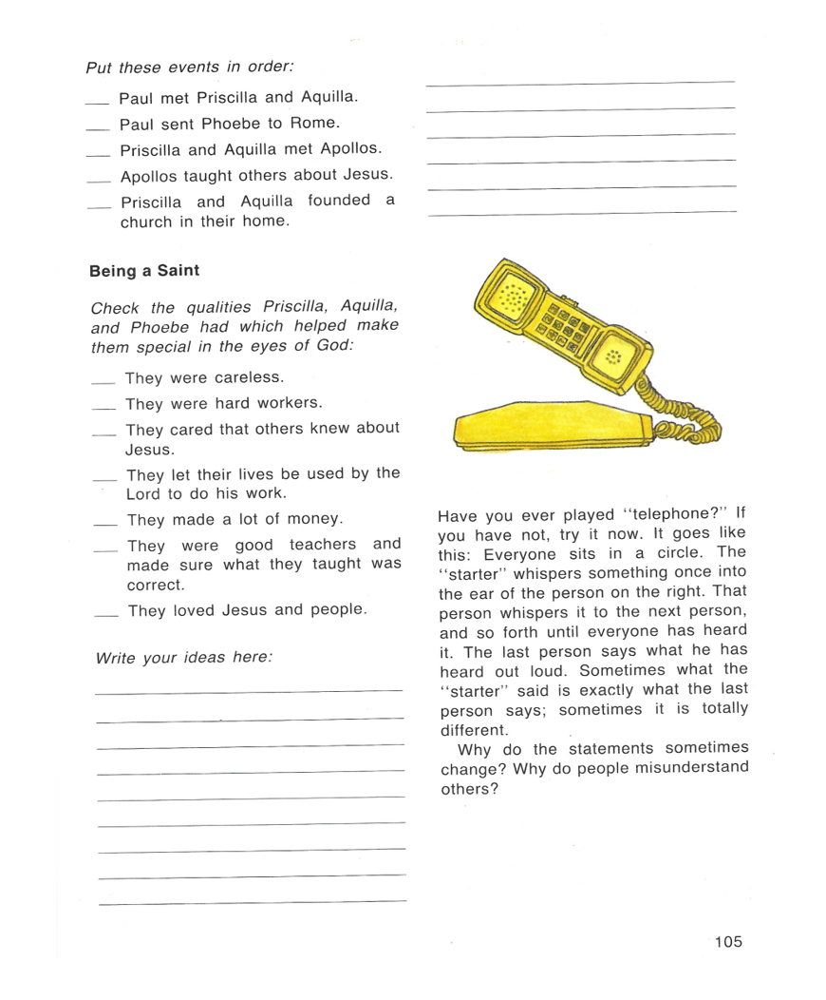 Put these events in order:
___ Paul met Priscilla and Aquilla.
___ Paul sent Phoebe to Rome.
___ Priscilla and Aquilla met Apollos.
___ Apollos taught others about Jesus.
___ Priscilla and Aquilla founded a
church in their home.
Being a Saint
Check the qualities Priscilla, Aquilla,
and Phoebe had which helped make
them special in the eyes of God:
___ They were careless.
___ They were hard workers.
___ They cared that others knew about
Jesus.
___ They let their lives be used by the
Lord to do his work.
___ They made a lot of money.
___ They were good teachers and
made sure what they taught was
correct.
___ They loved Jesus and people.
Write your ideas here:
Have you ever played ‘‘telephone?’’ If
you have not, try it now. It goes like
this: Everyone sits in a circle. The
‘‘starter’’ whispers something once into
the ear of the person on the right. That
person whispers it to the next person,
and so forth until everyone has heard
it. The last person says what he has
heard out loud. Sometimes what the
‘‘starter’’ said is exactly what the last
person says; sometimes it is totally
different.
Why do the statements sometimes
change? Why do people misunderstand
others?
105